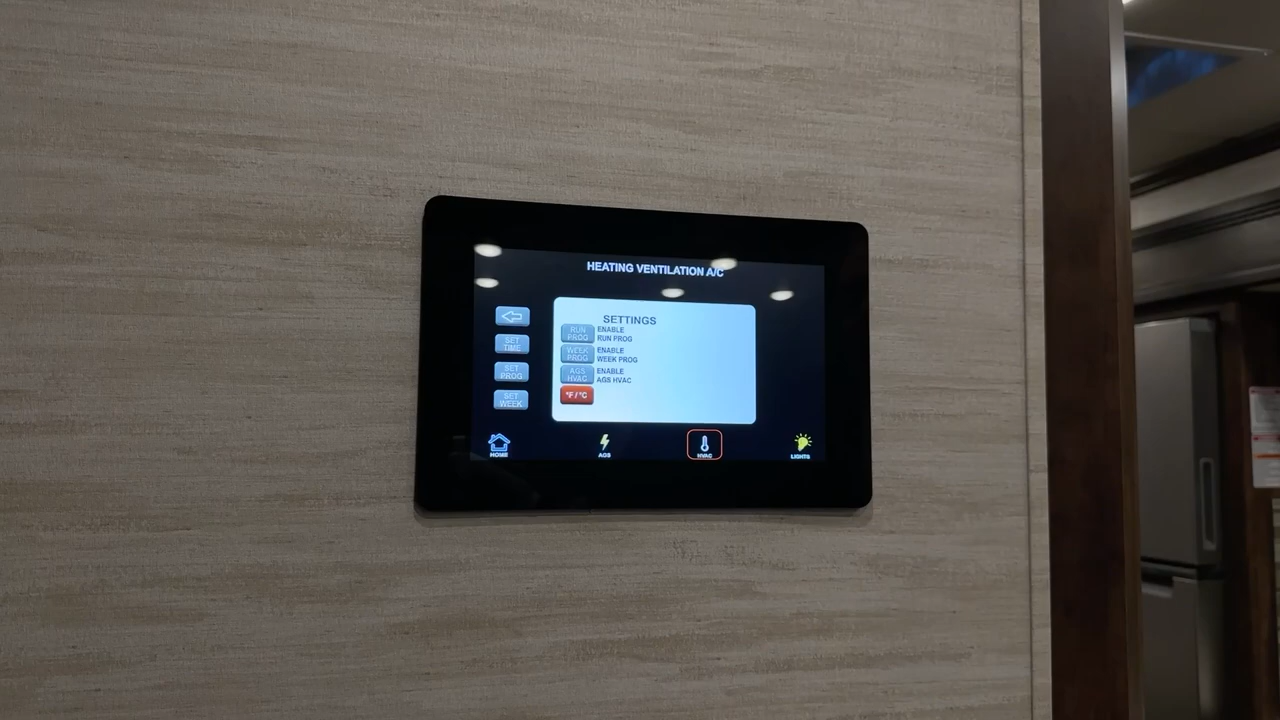 HEATING VENTILATION A/C
SETTINGS
RUN
PROG
ENABLE
RUN PROG
WEEK
PROG
ENABLE
WEEK PROG
AGS
HVAC
ENABLE
AGS HVAC
°F / °C
SET
TIME
SET
PROG
SET
WEEK
HOME
AGS
HVAC
LIGHTS